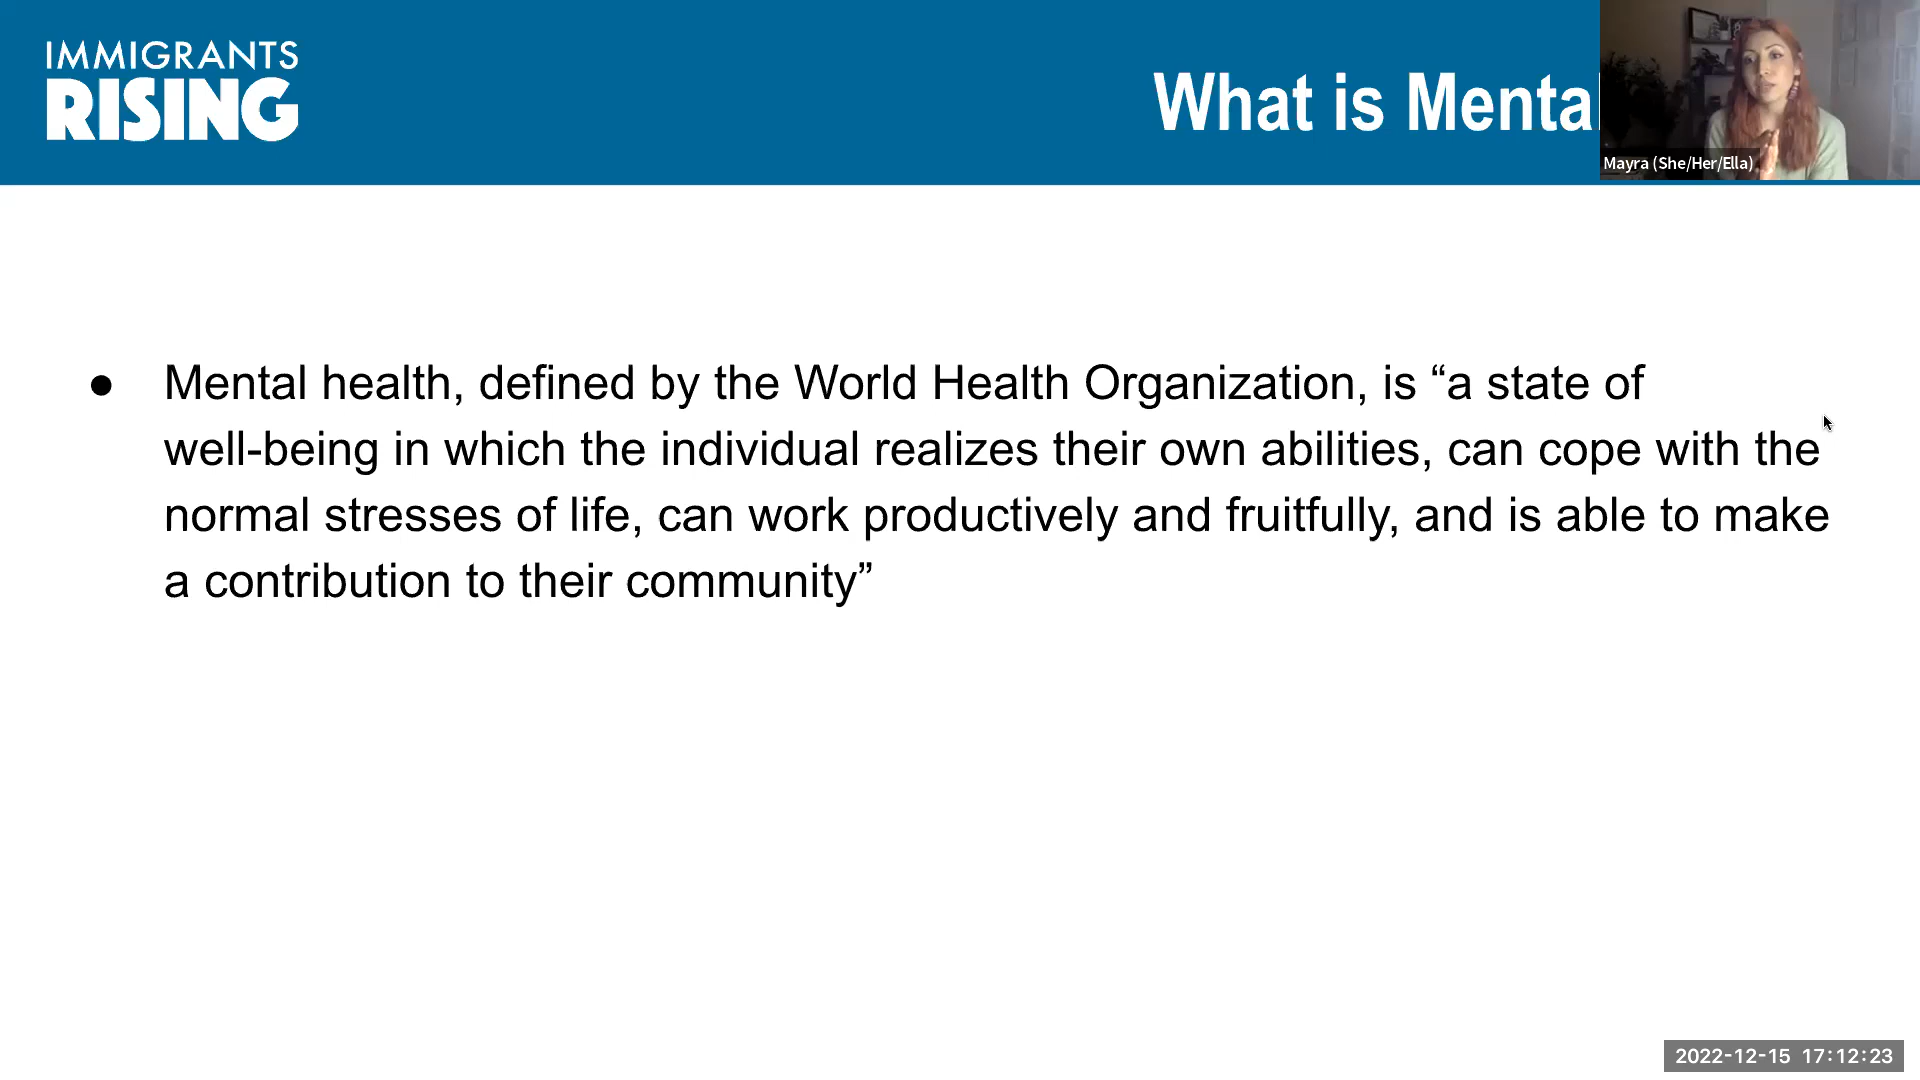 IMMIGRANTS
RISING
What is Mental
Mayra (She/Her/Ella)
● Mental health, defined by the World Health Organization, is “a state of
well-being in which the individual realizes their own abilities, can cope with the
normal stresses of life, can work productively and fruitfully, and is able to make
a contribution to their community”
2022-12-15 17:12:23